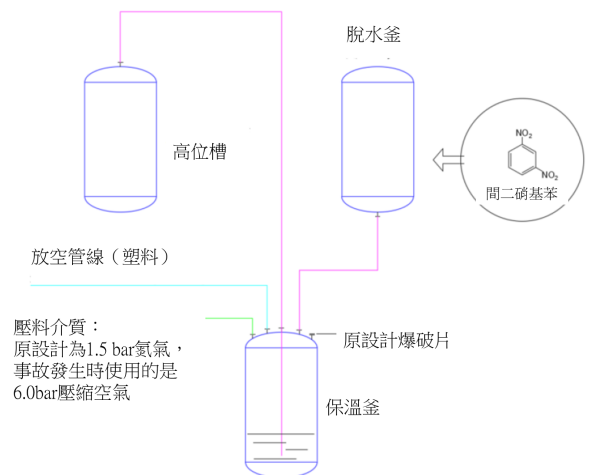 脫水釜
高位槽
NO₂
NO₂
間二硝基苯
放空管線（塑料）
壓料介質：
原設計為1.5 bar氦氣，
事故發生時使用的是
6.0bar壓縮空氣
原設計爆破片
保溫釜